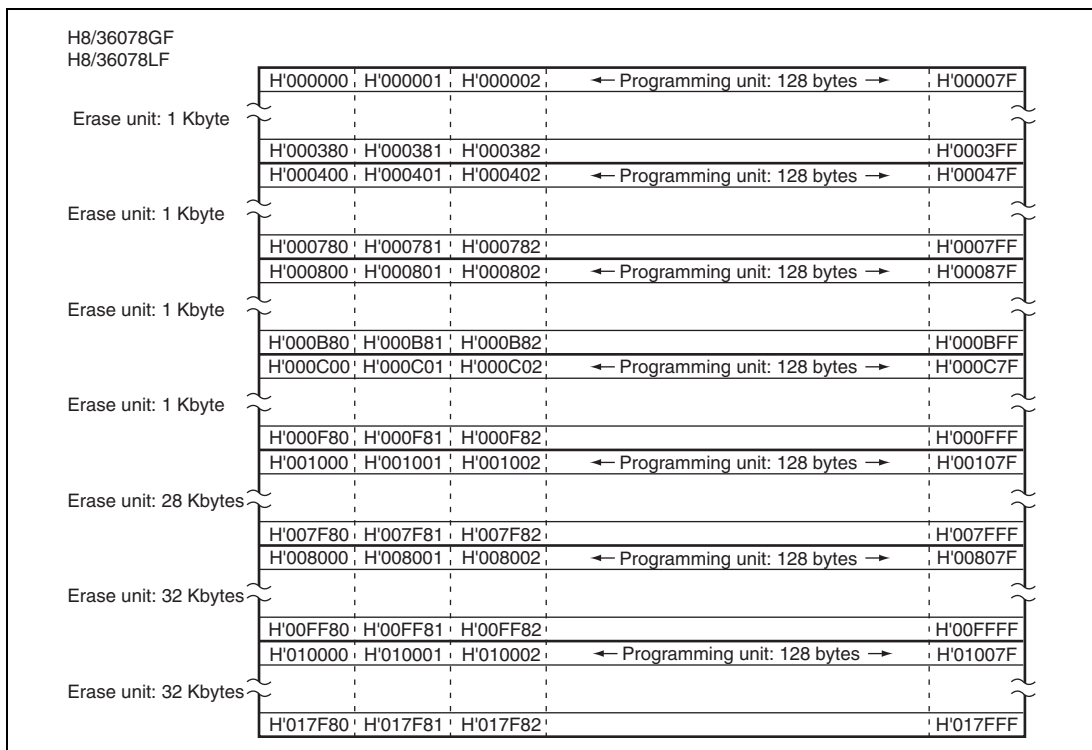 H8/36078GF
H8/36078LF
H'000000 H'000001 H'000002 ← Programming unit: 128 bytes → H'00007F
Erase unit: 1 Kbyte
H'000380 H'000381 H'000382 H'0003FF
H'000400 H'000401 H'000402 ← Programming unit: 128 bytes → H'00047F
Erase unit: 1 Kbyte
H'000780 H'000781 H'000782 H'0007FF
H'000800 H'000801 H'000802 ← Programming unit: 128 bytes → H'00087F
Erase unit: 1 Kbyte
H'000B80 H'000B81 H'000B82 H'000BFF
H'000C00 H'000C01 H'000C02 ← Programming unit: 128 bytes → H'000C7F
Erase unit: 1 Kbyte
H'000F80 H'000F81 H'000F82 H'000FFF
H'001000 H'001001 H'001002 ← Programming unit: 128 bytes → H'00107F
Erase unit: 28 Kbytes
H'007F80 H'007F81 H'007F82 H'007FFF
H'008000 H'008001 H'008002 ← Programming unit: 128 bytes → H'00807F
Erase unit: 32 Kbytes
H'00FF80 H'00FF81 H'00FF82 H'00FFFF
H'010000 H'010001 H'010002 ← Programming unit: 128 bytes → H'01007F
Erase unit: 32 Kbytes
H'017F80 H'017F81 H'017F82 H'017FFF